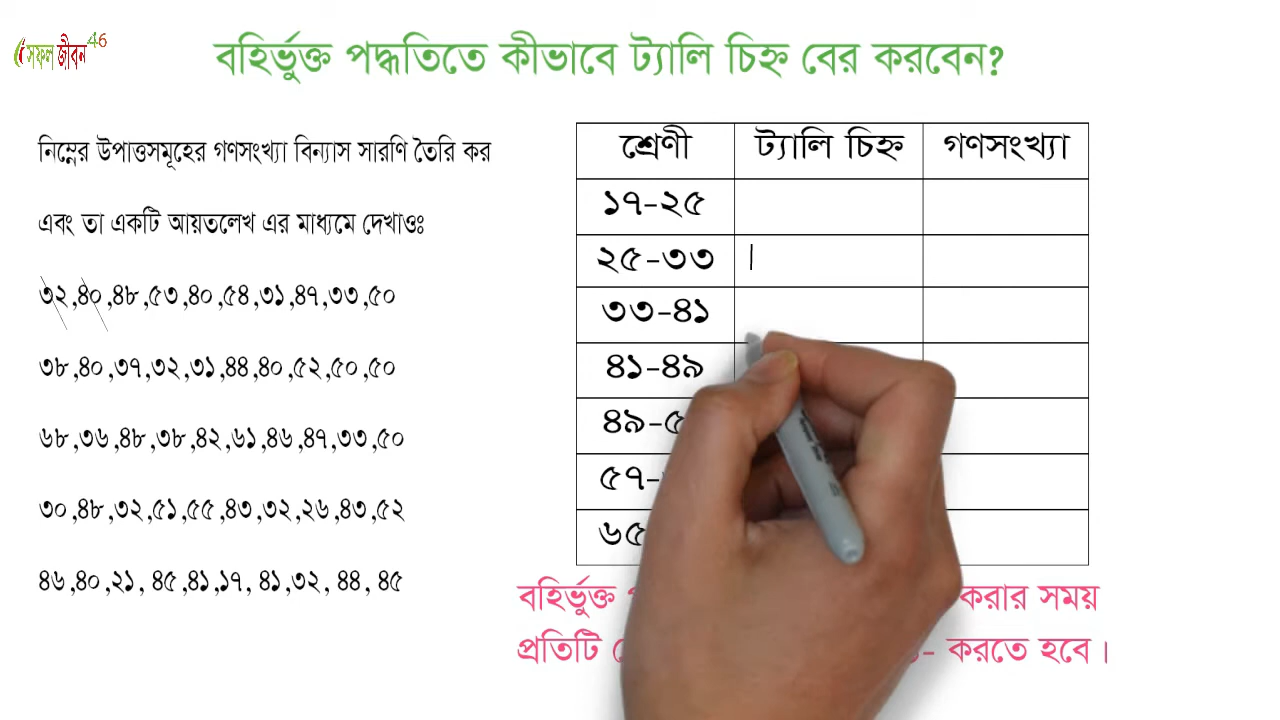 সফল জীবন 46
বহির্ভুক্ত পদ্ধতিতে কীভাবে ট্যালি চিহ্ন বের করবেন?
নিম্নের উপাত্তসমূহের গণসংখ্যা বিন্যাস সারণি তৈরি কর
এবং তা একটি আয়তলেখ এর মাধ্যমে দেখাওঃ
৩২,৪০,৪৮,৫৩,৪০,৫৪,৩১,৪৭,৩৩,৫০
৩৮,৪০,৩৭,৩২,৩১,৪৪,৪০,৫২,৫০,৫০
৬৮,৩৬,৪৮,৩৮,৪২,৬১,৪৬,৪৭,৩৩,৫০
৩০,৪৮,৩২,৫১,৫৫,৪৩,৩২,২৬,৪৩,৫২
৪৬,৪০,২১, ৪৫,৪১,১৭, ৪১,৩২, ৪৪, ৪৫
শ্রেণী ট্যালি চিহ্ন গণসংখ্যা
১৭-২৫
২৫-৩৩ |
৩৩-৪১
৪১-৪৯
৪৯-৫
৫৭-
৬৫
বহির্ভুক্ত করার সময়
প্রতিটি করতে হবে।